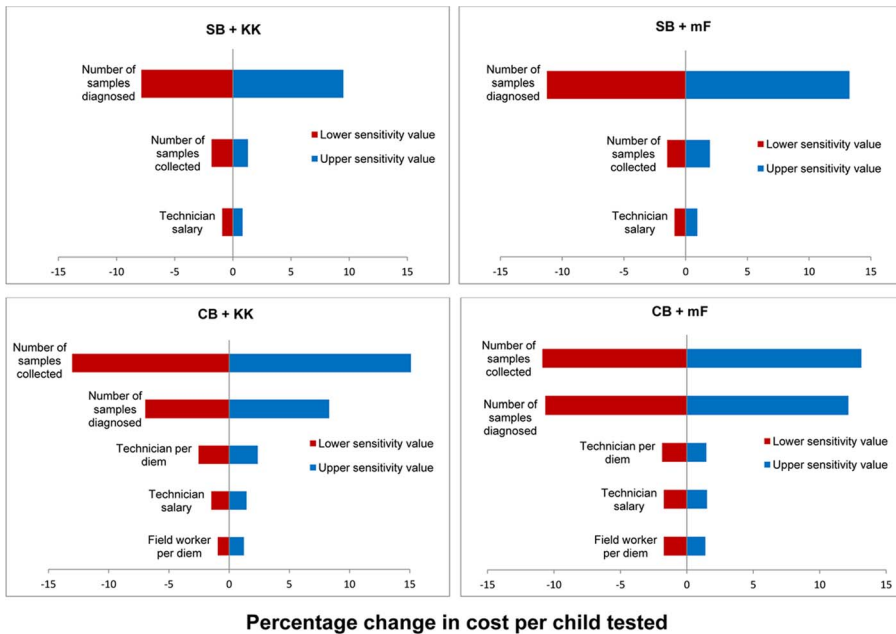 SB + KK
Number of
samples
diagnosed
Number of
samples
collected
Technician
salary
Lower sensitivity value
Upper sensitivity value
-15 -10 -5 0 5 10 15
SB + mF
Number of
samples
diagnosed
Number of
samples
collected
Technician
salary
Lower sensitivity value
Upper sensitivity value
-15 -10 -5 0 5 10 15
CB + KK
Number of
samples
collected
Number of
samples
diagnosed
Technician per
diem
Technician
salary
Field worker
per diem
Lower sensitivity value
Upper sensitivity value
-15 -10 -5 0 5 10 15
CB + mF
Number of
samples
collected
Number of
samples
diagnosed
Technician per
diem
Technician
salary
Field worker
per diem
Lower sensitivity value
Upper sensitivity value
-15 -10 -5 0 5 10 15
Percentage change in cost per child tested